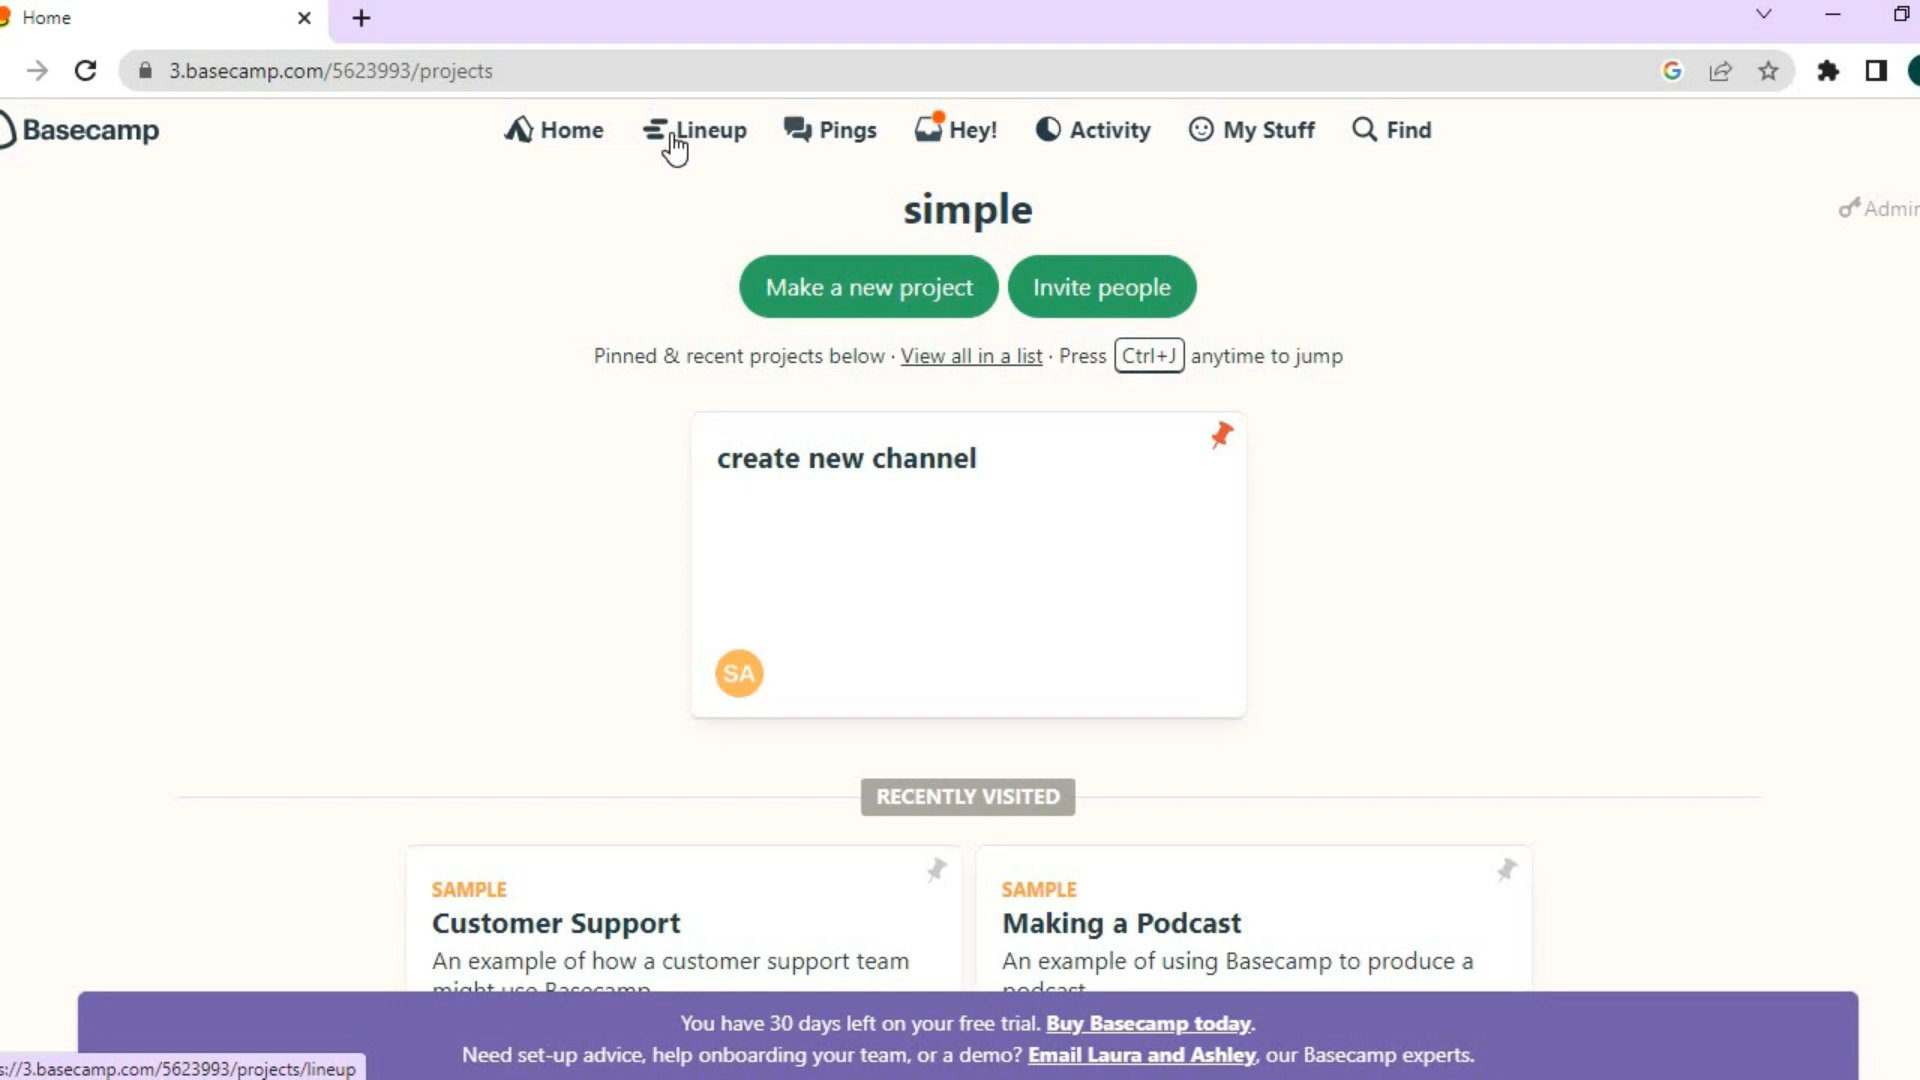 Home
3.basecamp.com/5623993/projects
Basecamp
Home
Lineup
Pings
Hey!
Activity
My Stuff
Find
simple
Make a new project
Invite people
Pinned & recent projects below · View all in a list · Press Ctrl+J anytime to jump
create new channel
SA
RECENTLY VISITED
SAMPLE
Customer Support
An example of how a customer support team
might use Basecamp
SAMPLE
Making a Podcast
An example of using Basecamp to produce a
podcast
You have 30 days left on your free trial. Buy Basecamp today.
Need set-up advice, help onboarding your team, or a demo? Email Laura and Ashley, our Basecamp experts.
s://3.basecamp.com/5623993/projects/lineup